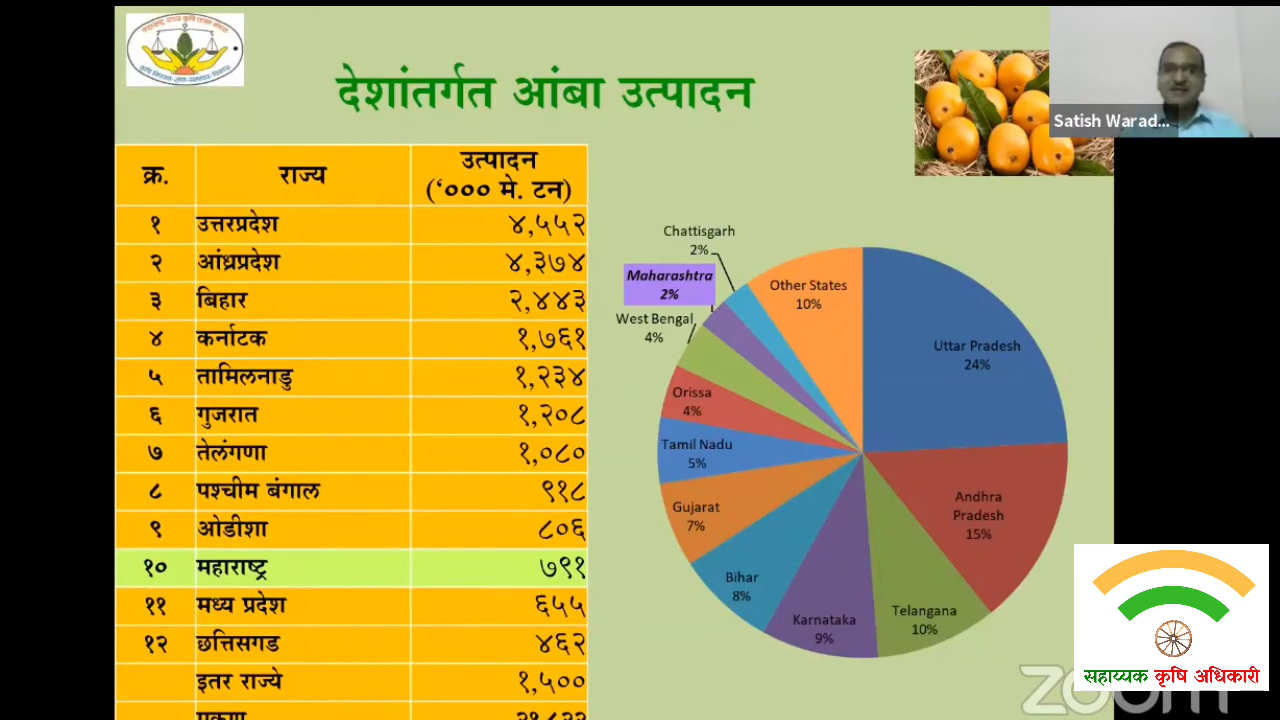 देशांतर्गत आंबा उत्पादन
Satish Warad...
क्र. राज्य उत्पादन
(‘००० मे. टन)
१ उत्तरप्रदेश ४,५५२
२ आंध्रप्रदेश ४,३७४
३ बिहार २,४४३
४ कर्नाटक १,७६१
५ तामिलनाडु १,२३४
६ गुजरात १,२०८
७ तेलंगणा १,०८०
८ पश्चीम बंगाल ९१८
९ ओडीशा ८०६
१० महाराष्ट्र ७९१
११ मध्य प्रदेश ६५५
१२ छत्तिसगड ४६२
इतर राज्ये १,५००
Chattisgarh
2%
Maharashtra
2%
West Bengal
4%
Orissa
4%
Tamil Nadu
5%
Gujarat
7%
Bihar
8%
Karnataka
9%
Telangana
10%
Andhra
Pradesh
15%
Uttar Pradesh
24%
Other States
10%
सहाय्यक कृषि अधिकारी
zoom